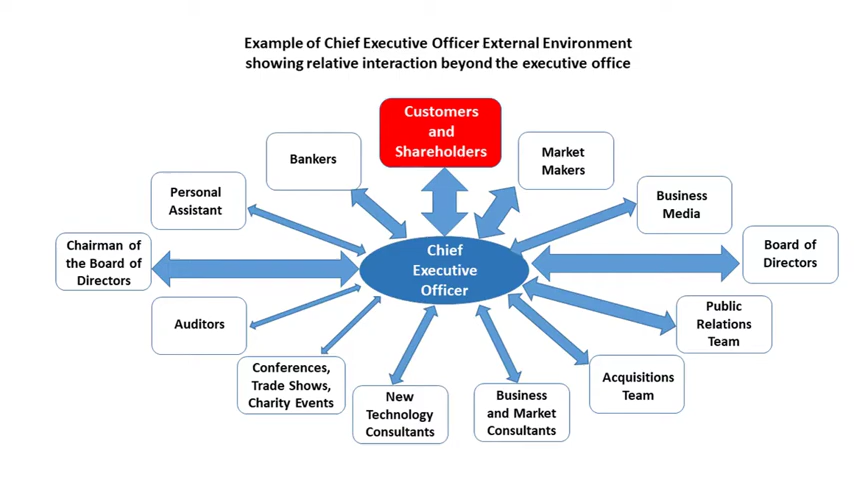 Example of Chief Executive Officer External Environment
showing relative interaction beyond the executive office
Customers
and
Shareholders
Bankers
Market
Makers
Personal
Assistant
Business
Media
Chairman of
the Board of
Directors
Chief
Executive
Officer
Board of
Directors
Auditors
Public
Relations
Team
Conferences,
Trade Shows,
Charity Events
New
Technology
Consultants
Business
and Market
Consultants
Acquisitions
Team